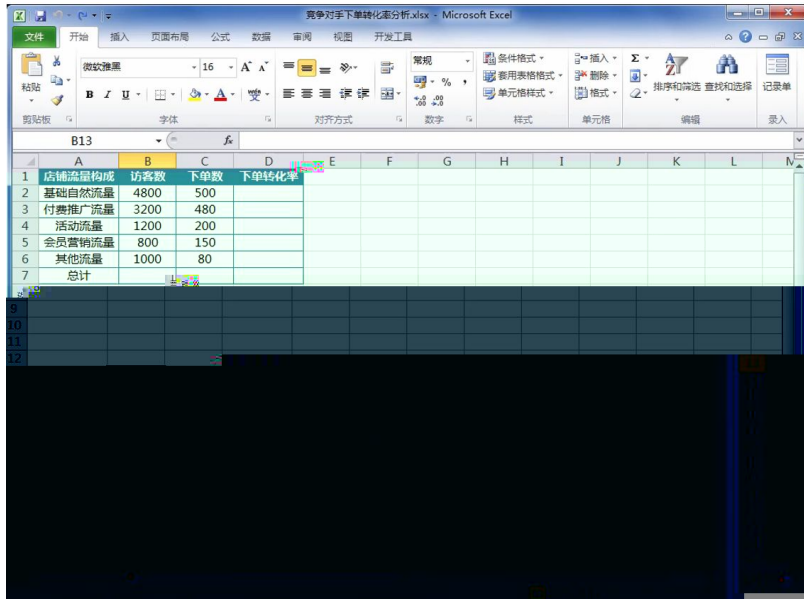 竞争对手下单转化率分析.xlsx - Microsoft Excel
文件 开始 插入 页面布局 公式 数据 审阅 视图 开发工具
微软雅黑 16 常规 条件格式 插入 Σ
粘贴 套用表格格式 删除 排序和筛选 查找和选择 记录单
B I U % , 单元格样式 格式
剪贴板 字体 对齐方式 数字 样式 单元格 编辑 录入
B13 fx
A B C D E F G H I J K L M
1 店铺流量构成 访客数 下单数 下单转化率
2 基础自然流量 4800 500
3 付费推广流量 3200 480
4 活动流量 1200 200
5 会员营销流量 800 150
6 其他流量 1000 80
7 总计
9
10
11
12